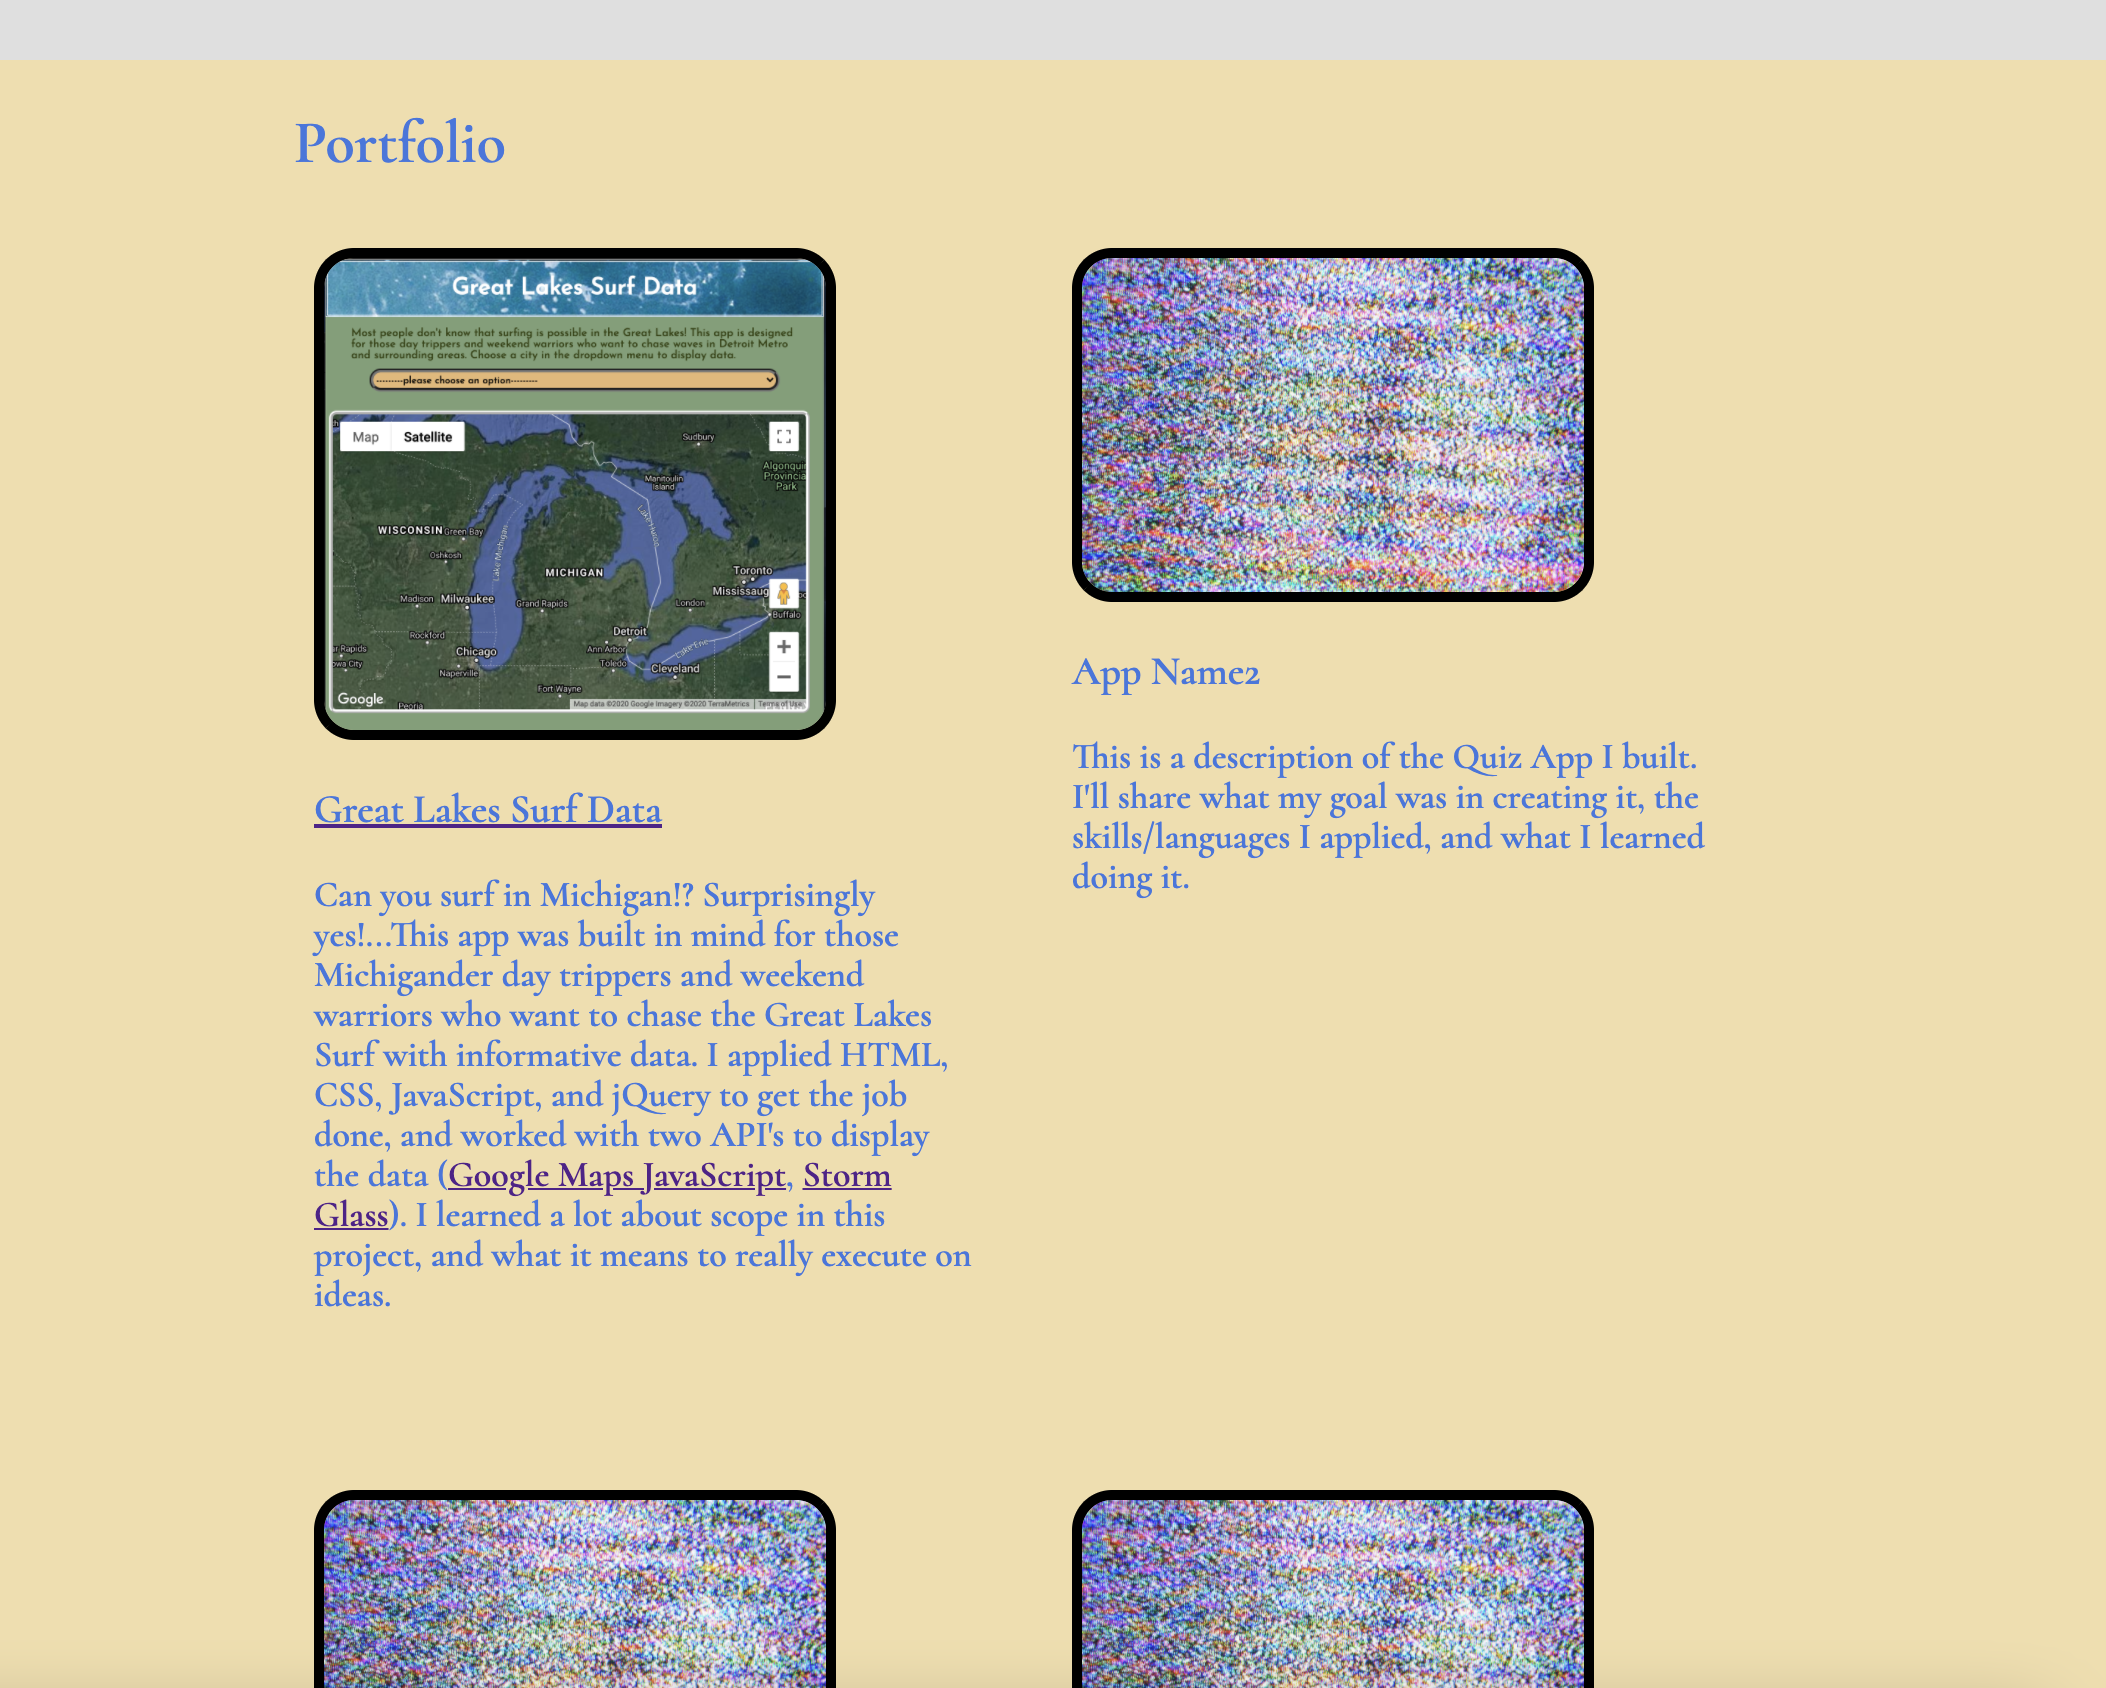 Portfolio
Great Lakes Surf Data
Most people don't know that surfing is possible in the Great Lakes! This app is designed
for those day trippers and weekend warriors who want to chase waves in Detroit Metro
and surrounding areas. Choose a city in the dropdown menu to display data.
---------please choose an option---------
Map Satellite
Sudbury
Algonquin
Provincial
Park
Manitoulin
Island
WISCONSIN
Green Bay
Lake Huron
Oshkosh
Lake Michigan
MICHIGAN
Toronto
Mississaug
Madison
Milwaukee
Grand Rapids
London
Buffalo
Rockford
Detroit
Ann Arbor
Lake Erie
ar Rapids
Chicago
Toledo
owa City
Naperville
Cleveland
Fort Wayne
Google
Peoria
Map data ©2020 Google Imagery ©2020 TerraMetrics
Terms of Use
Great Lakes Surf Data
Can you surf in Michigan!? Surprisingly
yes!...This app was built in mind for those
Michigander day trippers and weekend
warriors who want to chase the Great Lakes
Surf with informative data. I applied HTML,
CSS, JavaScript, and jQuery to get the job
done, and worked with two API's to display
the data (Google Maps JavaScript, Storm
Glass). I learned a lot about scope in this
project, and what it means to really execute on
ideas.
App Name2
This is a description of the Quiz App I built.
I'll share what my goal was in creating it, the
skills/languages I applied, and what I learned
doing it.